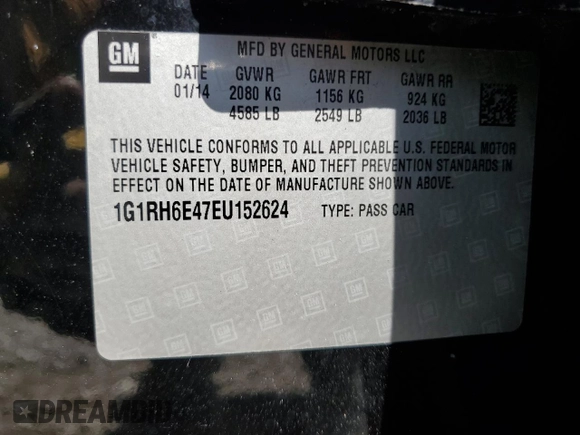 GM
MFD BY GENERAL MOTORS LLC
DATE GVWR GAWR FRT GAWR RR
01/14 2080 KG 1156 KG 924 KG
4585 LB 2549 LB 2036 LB
THIS VEHICLE CONFORMS TO ALL APPLICABLE U.S. FEDERAL MOTOR
VEHICLE SAFETY, BUMPER, AND THEFT PREVENTION STANDARDS IN
EFFECT ON THE DATE OF MANUFACTURE SHOWN ABOVE.
1G1RH6E47EU152624 TYPE: PASS CAR
DREAMBID